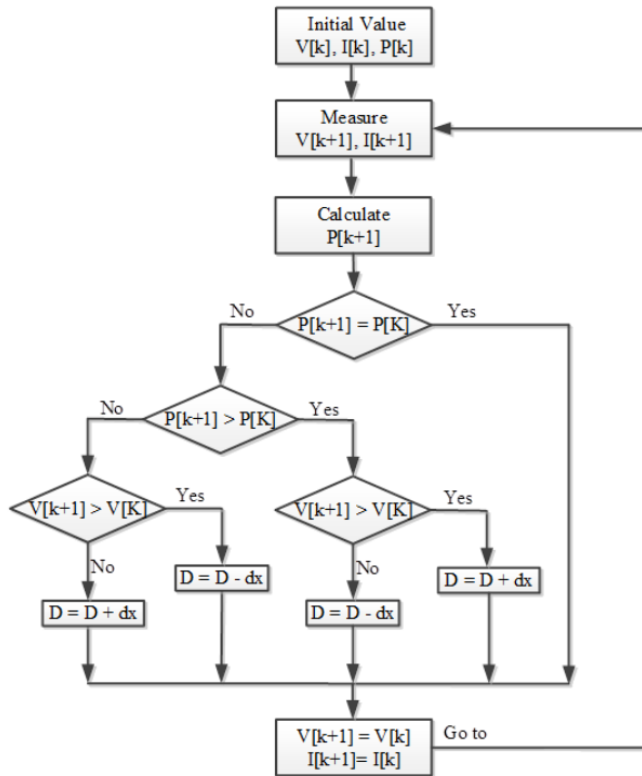 Initial Value
V[k], I[k], P[k]
Measure
V[k+1], I[k+1]
Calculate
P[k+1]
No
P[k+1] = P[K]
Yes
No
P[k+1] > P[K]
Yes
V[k+1] > V[K]
Yes
V[k+1] > V[K]
Yes
No
D = D - dx
No
D = D + dx
D = D + dx
D = D - dx
V[k+1] = V[k]
I[k+1]= I[k]
Go to